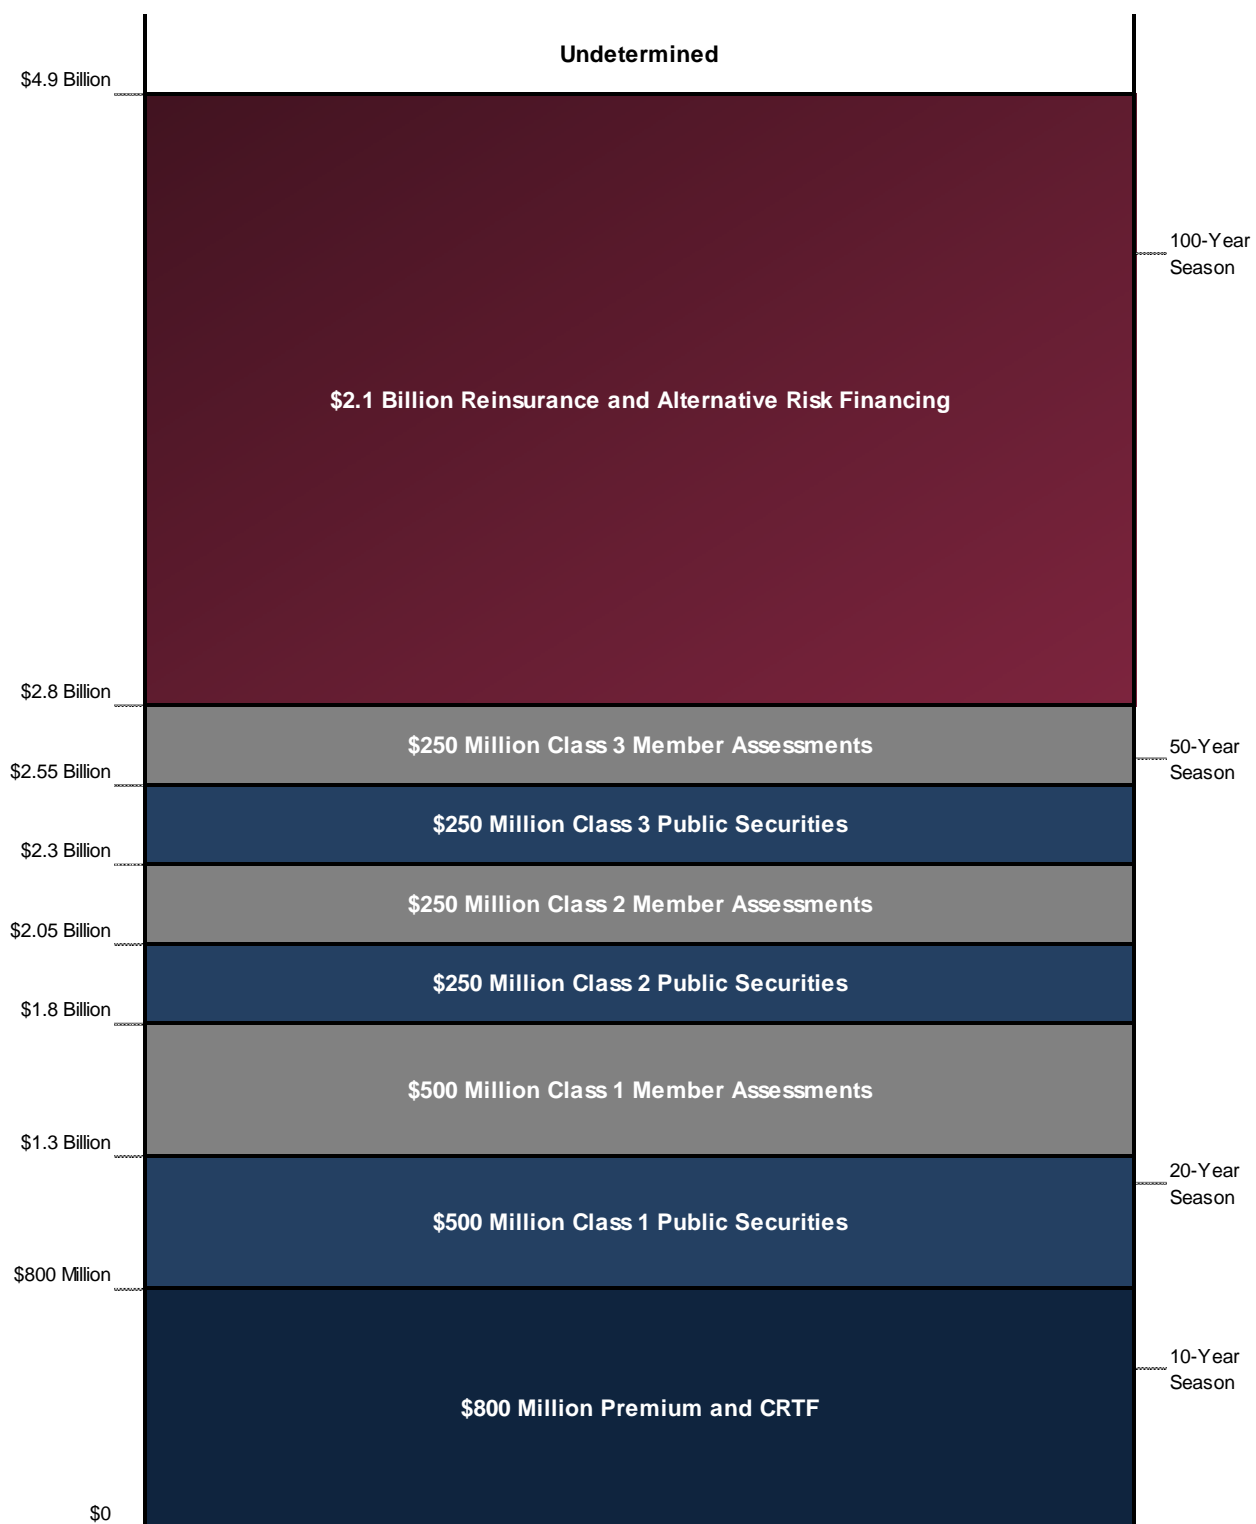 Undetermined
$4.9 Billion
100-Year
Season
$2.1 Billion Reinsurance and Alternative Risk Financing
$2.8 Billion
$250 Million Class 3 Member Assessments
50-Year
Season
$2.55 Billion
$250 Million Class 3 Public Securities
$2.3 Billion
$250 Million Class 2 Member Assessments
$2.05 Billion
$250 Million Class 2 Public Securities
$1.8 Billion
$500 Million Class 1 Member Assessments
$1.3 Billion
20-Year
Season
$500 Million Class 1 Public Securities
$800 Million
10-Year
Season
$800 Million Premium and CRTF
$0